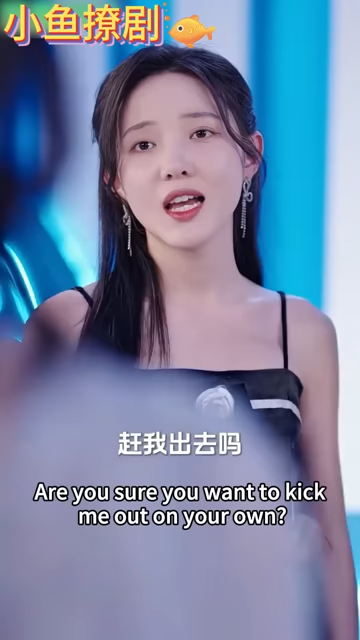 小鱼撩剧
赶我出去吗
Are you sure you want to kick
me out on your own?